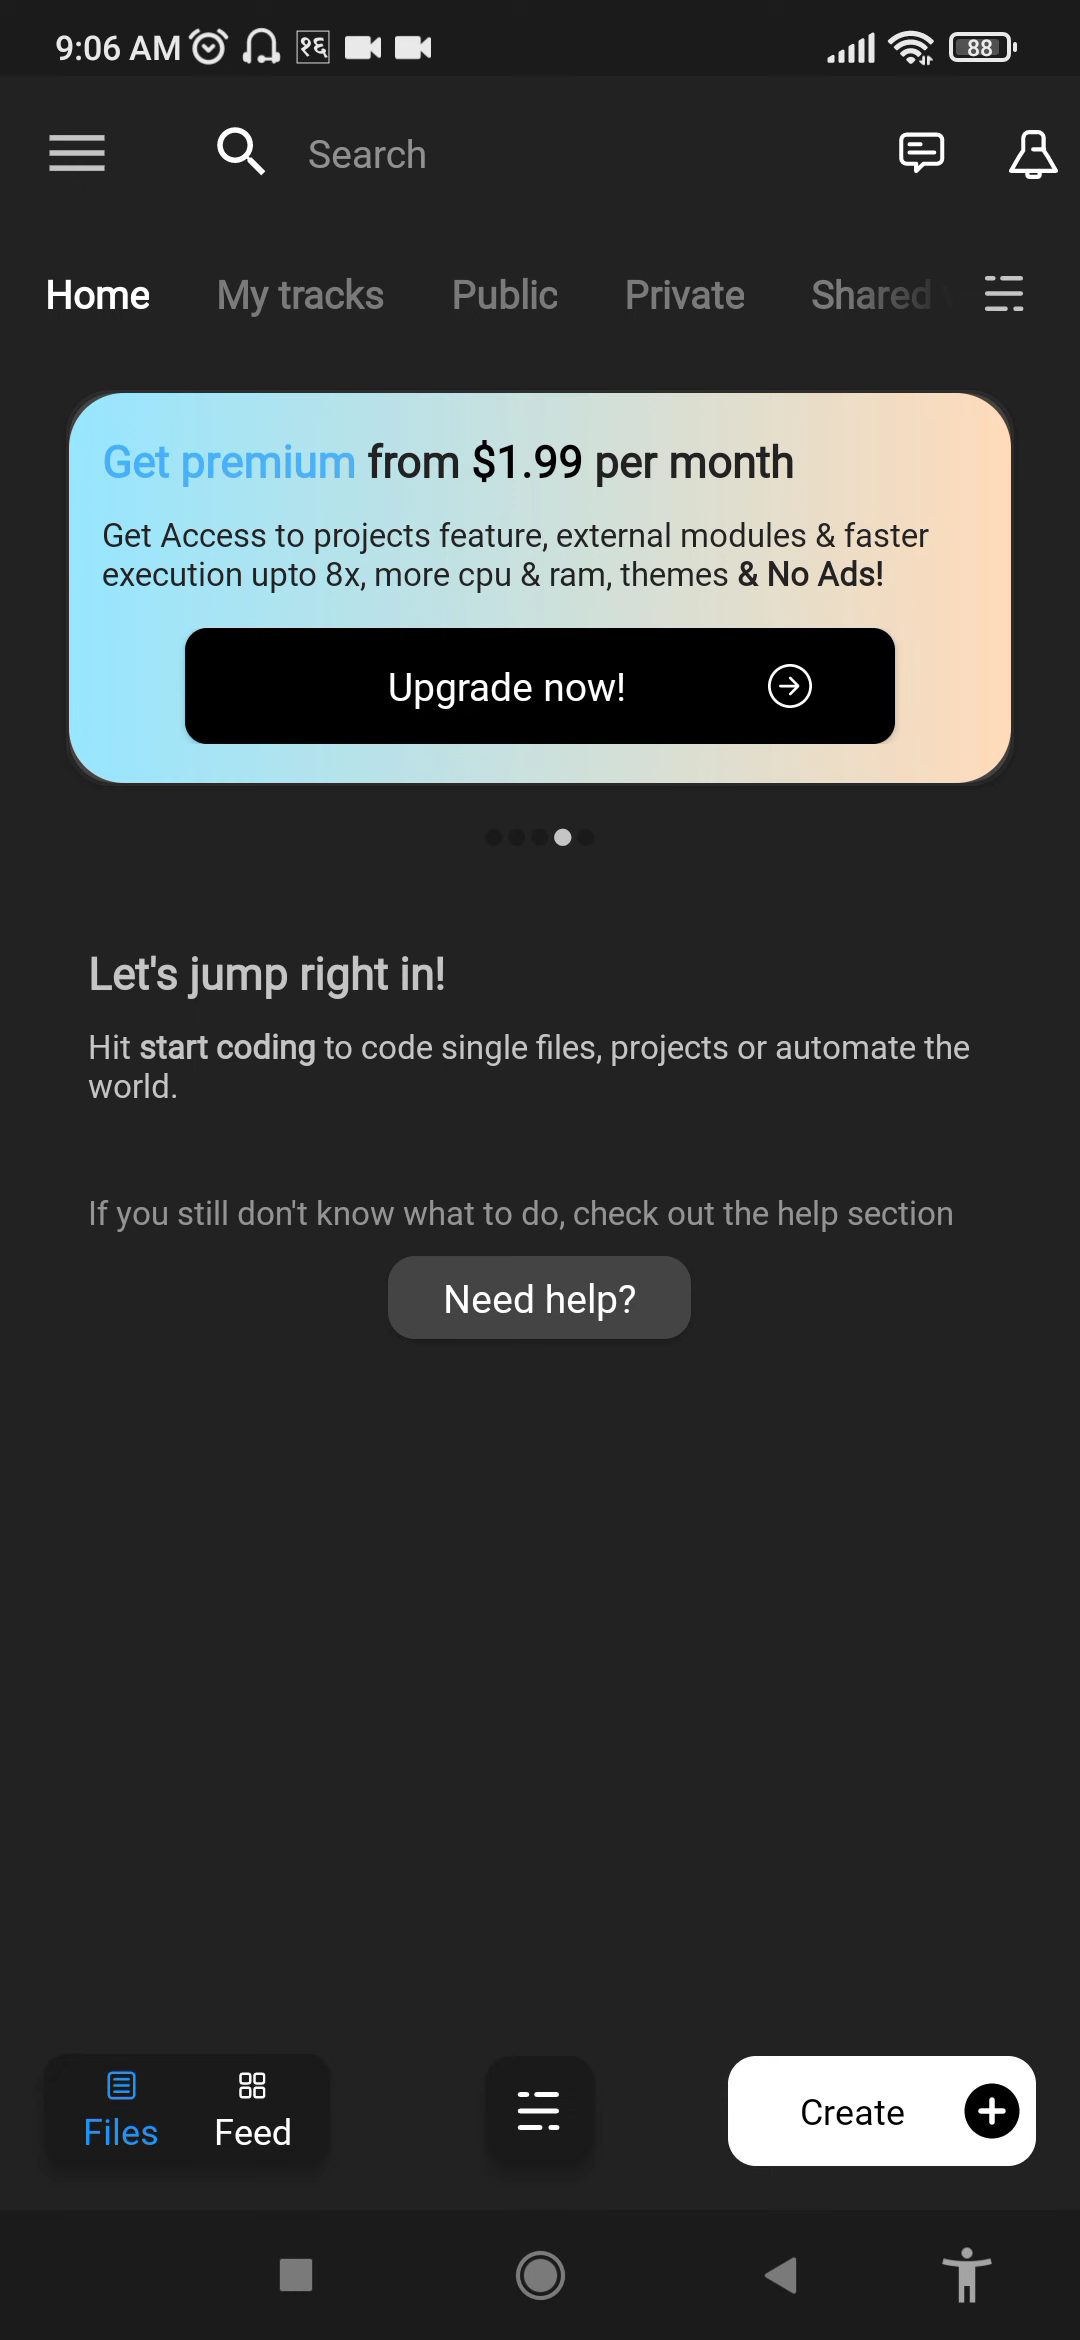 9:06 AM १६ 88
Search
Home My tracks Public Private Shared
Get premium from $1.99 per month
Get Access to projects feature, external modules & faster
execution upto 8x, more cpu & ram, themes & No Ads!
Upgrade now!
Let's jump right in!
Hit start coding to code single files, projects or automate the
world.
If you still don't know what to do, check out the help section
Need help?
Files Feed Create